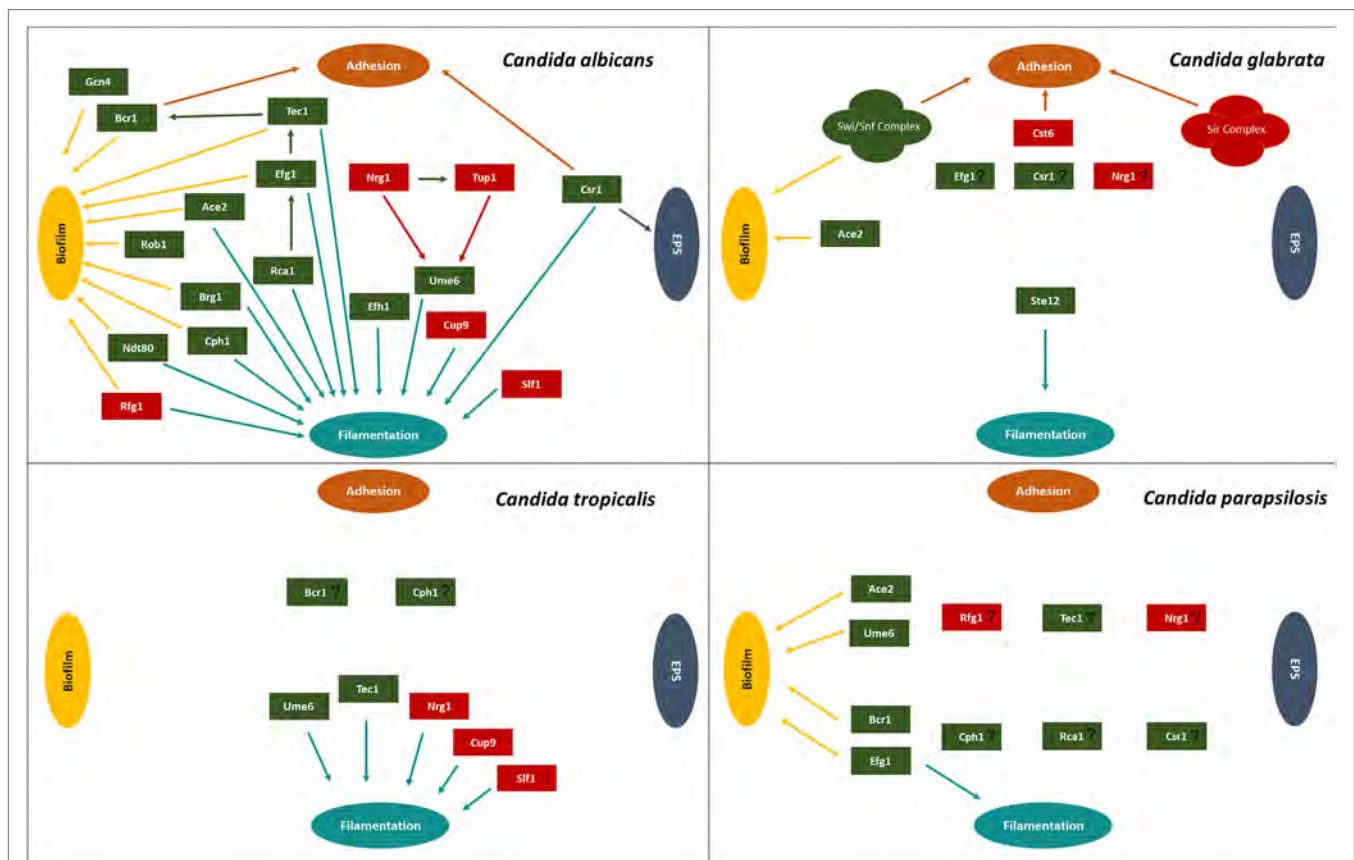 Candida albicans
Adhesion
Gcn4
Bcr1
Tec1
Efg1
Nrg1
Tup1
Csr1
Ace2
Biofilm
EPS
Rob1
Rca1
Ume6
Brg1
Efh1
Cup9
Ndt80
Cph1
Slf1
Rfg1
Filamentation
Candida glabrata
Adhesion
Swi/Snf Complex
Cst6
Sir Complex
Efg1?
Csr1?
Nrg1?
Biofilm
Ace2
EPS
Ste12
Filamentation
Candida tropicalis
Adhesion
Bcr1?
Cph1?
Biofilm
EPS
Ume6
Tec1
Nrg1
Cup9
Slf1
Filamentation
Candida parapsilosis
Adhesion
Ace2
Rfg1?
Tec1?
Nrg1?
Ume6
Biofilm
EPS
Bcr1
Cph1?
Rca1?
Csr1?
Efg1
Filamentation